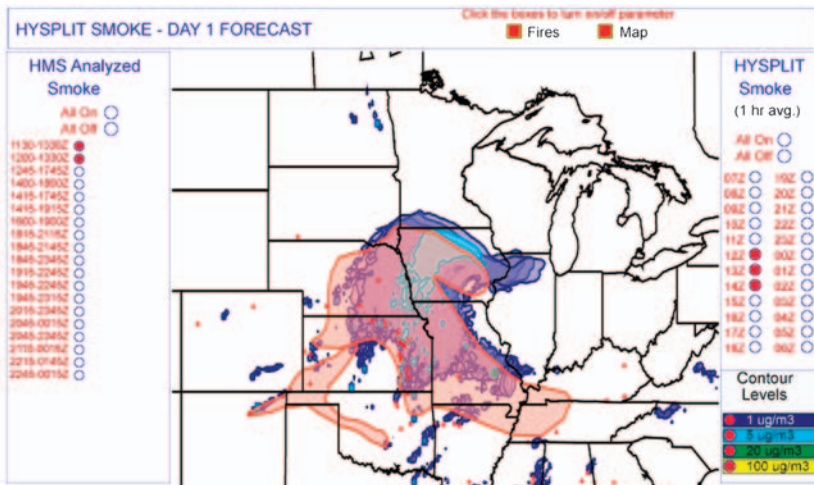 Click the boxes to turn on/off parameter
HYSPLIT SMOKE - DAY 1 FORECAST
Fires
Map
HMS Analyzed
Smoke
All On
All Off
1130-1330Z
1200-1330Z
1245-1745Z
1400-1800Z
1415-1745Z
1415-1915Z
1600-1900Z
1815-2115Z
1845-2145Z
1845-2345Z
1915-2245Z
1945-2245Z
1945-2315Z
2015-2345Z
2045-0015Z
2045-2345Z
2215-0145Z
2245-0015Z
HYSPLIT
Smoke
(1 hr avg.)
All On
All Off
07Z 19Z
08Z 20Z
09Z 21Z
10Z 22Z
11Z 23Z
12Z 00Z
13Z 01Z
14Z 02Z
15Z 03Z
16Z 04Z
17Z 05Z
18Z 06Z
Contour
Levels
1 ug/m3
5 ug/m3
20 ug/m3
100 ug/m3